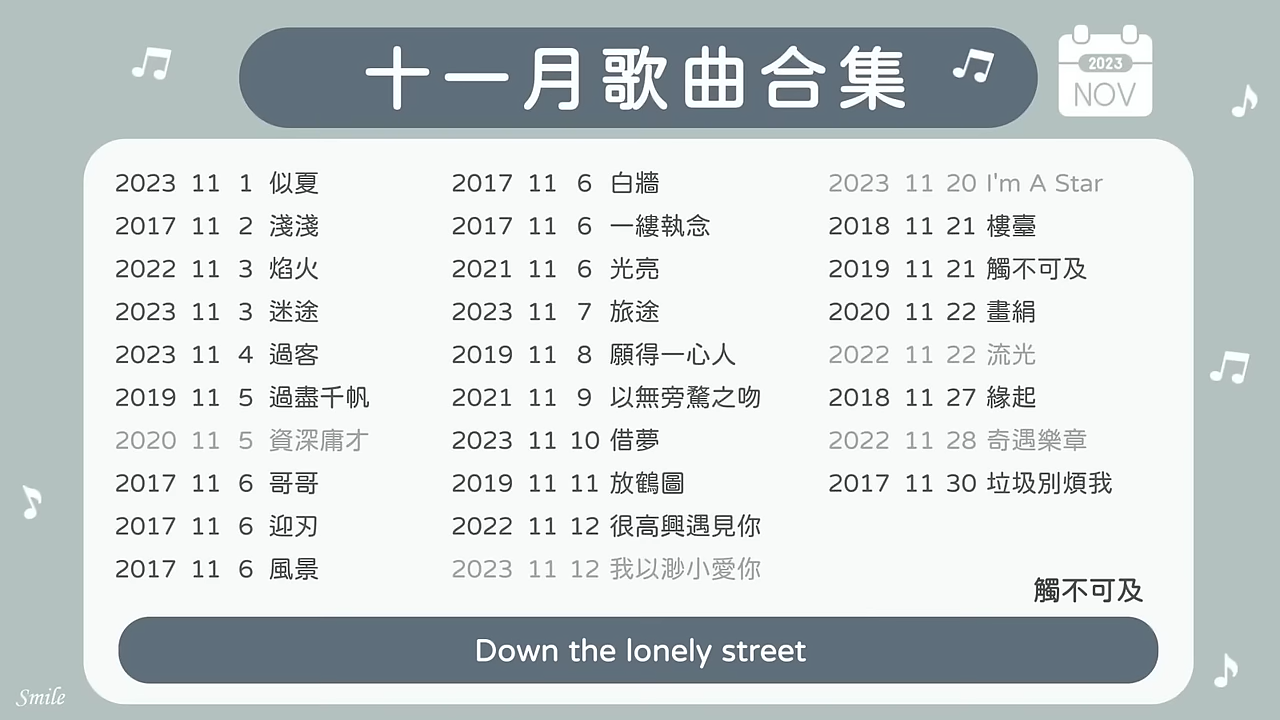 十一月歌曲合集
2023
NOV
2023 11 1 似夏
2017 11 2 淺淺
2022 11 3 焰火
2023 11 3 迷途
2023 11 4 過客
2019 11 5 過盡千帆
2020 11 5 資深庸才
2017 11 6 哥哥
2017 11 6 迎刃
2017 11 6 風景
2017 11 6 白牆
2017 11 6 一縷執念
2021 11 6 光亮
2023 11 7 旅途
2019 11 8 願得一心人
2021 11 9 以無旁騖之吻
2023 11 10 借夢
2019 11 11 放鶴圖
2022 11 12 很高興遇見你
2023 11 12 我以渺小愛你
2023 11 20 I'm A Star
2018 11 21 樓臺
2019 11 21 觸不可及
2020 11 22 畫絹
2022 11 22 流光
2018 11 27 緣起
2022 11 28 奇遇樂章
2017 11 30 垃圾別煩我
觸不可及
Down the lonely street
Smile